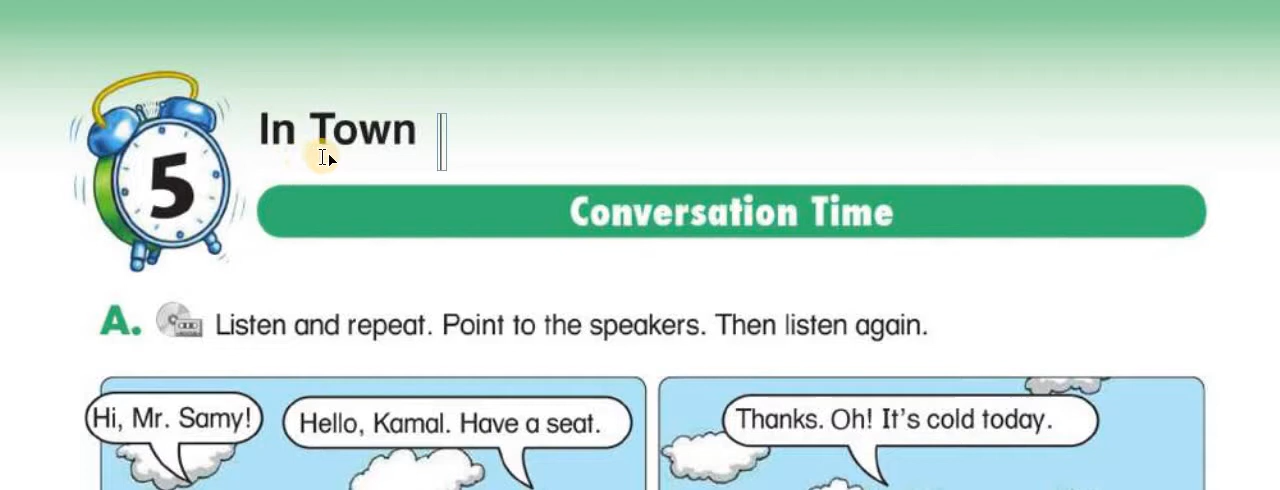 5
In Town
Conversation Time
A. Listen and repeat. Point to the speakers. Then listen again.
Hi, Mr. Samy!
Hello, Kamal. Have a seat.
Thanks. Oh! It's cold today.